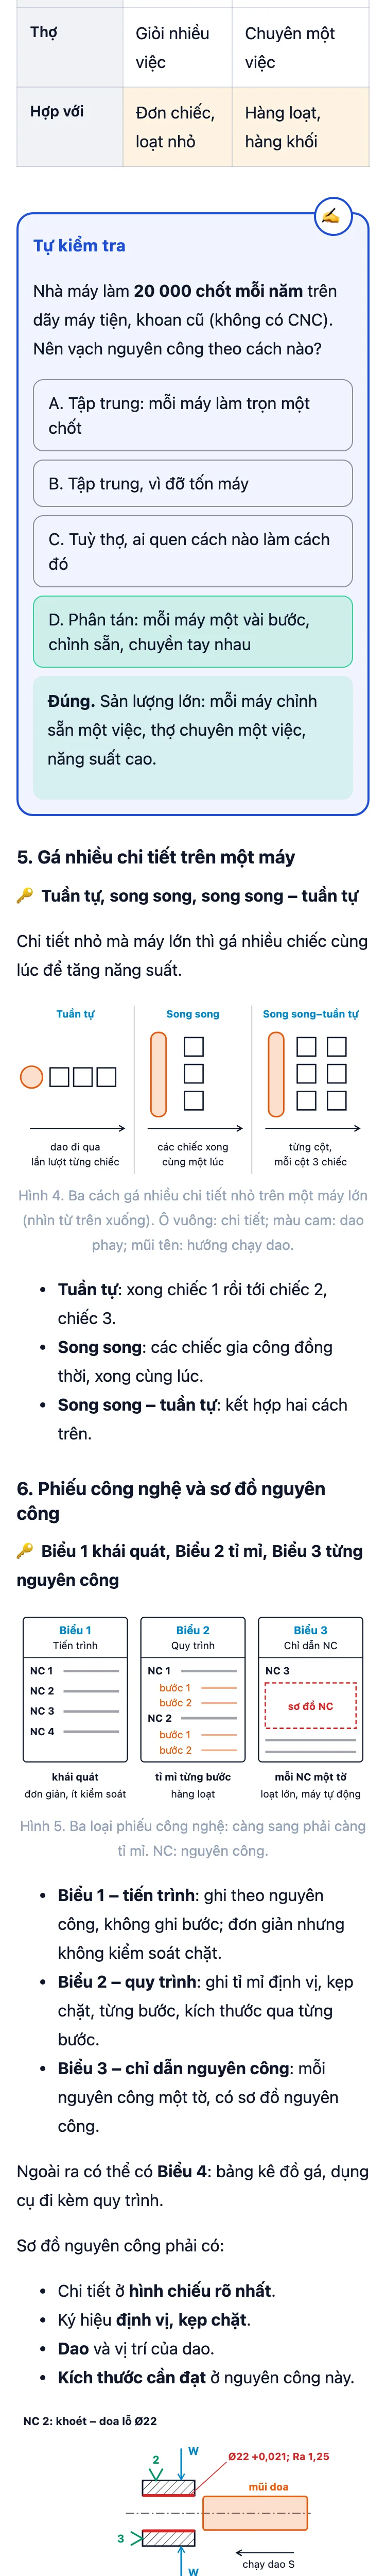 Thợ
Giỏi nhiều
việc
Chuyên một
việc
Hợp với
Đơn chiếc,
loạt nhỏ
Hàng loạt,
hàng khối
✍️
Tự kiểm tra
Nhà máy làm 20 000 chốt mỗi năm trên
dãy máy tiện, khoan cũ (không có CNC).
Nên vạch nguyên công theo cách nào?
A. Tập trung: mỗi máy làm trọn một
chốt
B. Tập trung, vì đỡ tốn máy
C. Tuỳ thợ, ai quen cách nào làm cách
đó
D. Phân tán: mỗi máy một vài bước,
chỉnh sẵn, chuyền tay nhau
Đúng. Sản lượng lớn: mỗi máy chỉnh
sẵn một việc, thợ chuyên một việc,
năng suất cao.
5. Gá nhiều chi tiết trên một máy
🔑 Tuần tự, song song, song song – tuần tự
Chi tiết nhỏ mà máy lớn thì gá nhiều chiếc cùng
lúc để tăng năng suất.
Tuần tự
Song song
Song song–tuần tự
dao đi qua
lần lượt từng chiếc
các chiếc xong
cùng một lúc
từng cột,
mỗi cột 3 chiếc
Hình 4. Ba cách gá nhiều chi tiết nhỏ trên một máy lớn
(nhìn từ trên xuống). Ô vuông: chi tiết; màu cam: dao
phay; mũi tên: hướng chạy dao.
• Tuần tự: xong chiếc 1 rồi tới chiếc 2,
chiếc 3.
• Song song: các chiếc gia công đồng
thời, xong cùng lúc.
• Song song – tuần tự: kết hợp hai cách
trên.
6. Phiếu công nghệ và sơ đồ nguyên
công
🔑 Biểu 1 khái quát, Biểu 2 tỉ mỉ, Biểu 3 từng
nguyên công
Biểu 1
Tiến trình
NC 1
NC 2
NC 3
NC 4
khái quát
đơn giản, ít kiểm soát
Biểu 2
Quy trình
NC 1
bước 1
bước 2
NC 2
bước 1
bước 2
tỉ mỉ từng bước
hàng loạt
Biểu 3
Chỉ dẫn NC
NC 3
sơ đồ NC
mỗi NC một tờ
loạt lớn, máy tự động
Hình 5. Ba loại phiếu công nghệ: càng sang phải càng
tỉ mỉ. NC: nguyên công.
• Biểu 1 – tiến trình: ghi theo nguyên
công, không ghi bước; đơn giản nhưng
không kiểm soát chặt.
• Biểu 2 – quy trình: ghi tỉ mỉ định vị, kẹp
chặt, từng bước, kích thước qua từng
bước.
• Biểu 3 – chỉ dẫn nguyên công: mỗi
nguyên công một tờ, có sơ đồ nguyên
công.
Ngoài ra có thể có Biểu 4: bảng kê đồ gá, dụng
cụ đi kèm quy trình.
Sơ đồ nguyên công phải có:
• Chi tiết ở hình chiếu rõ nhất.
• Ký hiệu định vị, kẹp chặt.
• Dao và vị trí của dao.
• Kích thước cần đạt ở nguyên công này.
NC 2: khoét – doa lỗ Ø22
2
W
Ø22 +0,021; Ra 1,25
mũi doa
3
chạy dao S
W